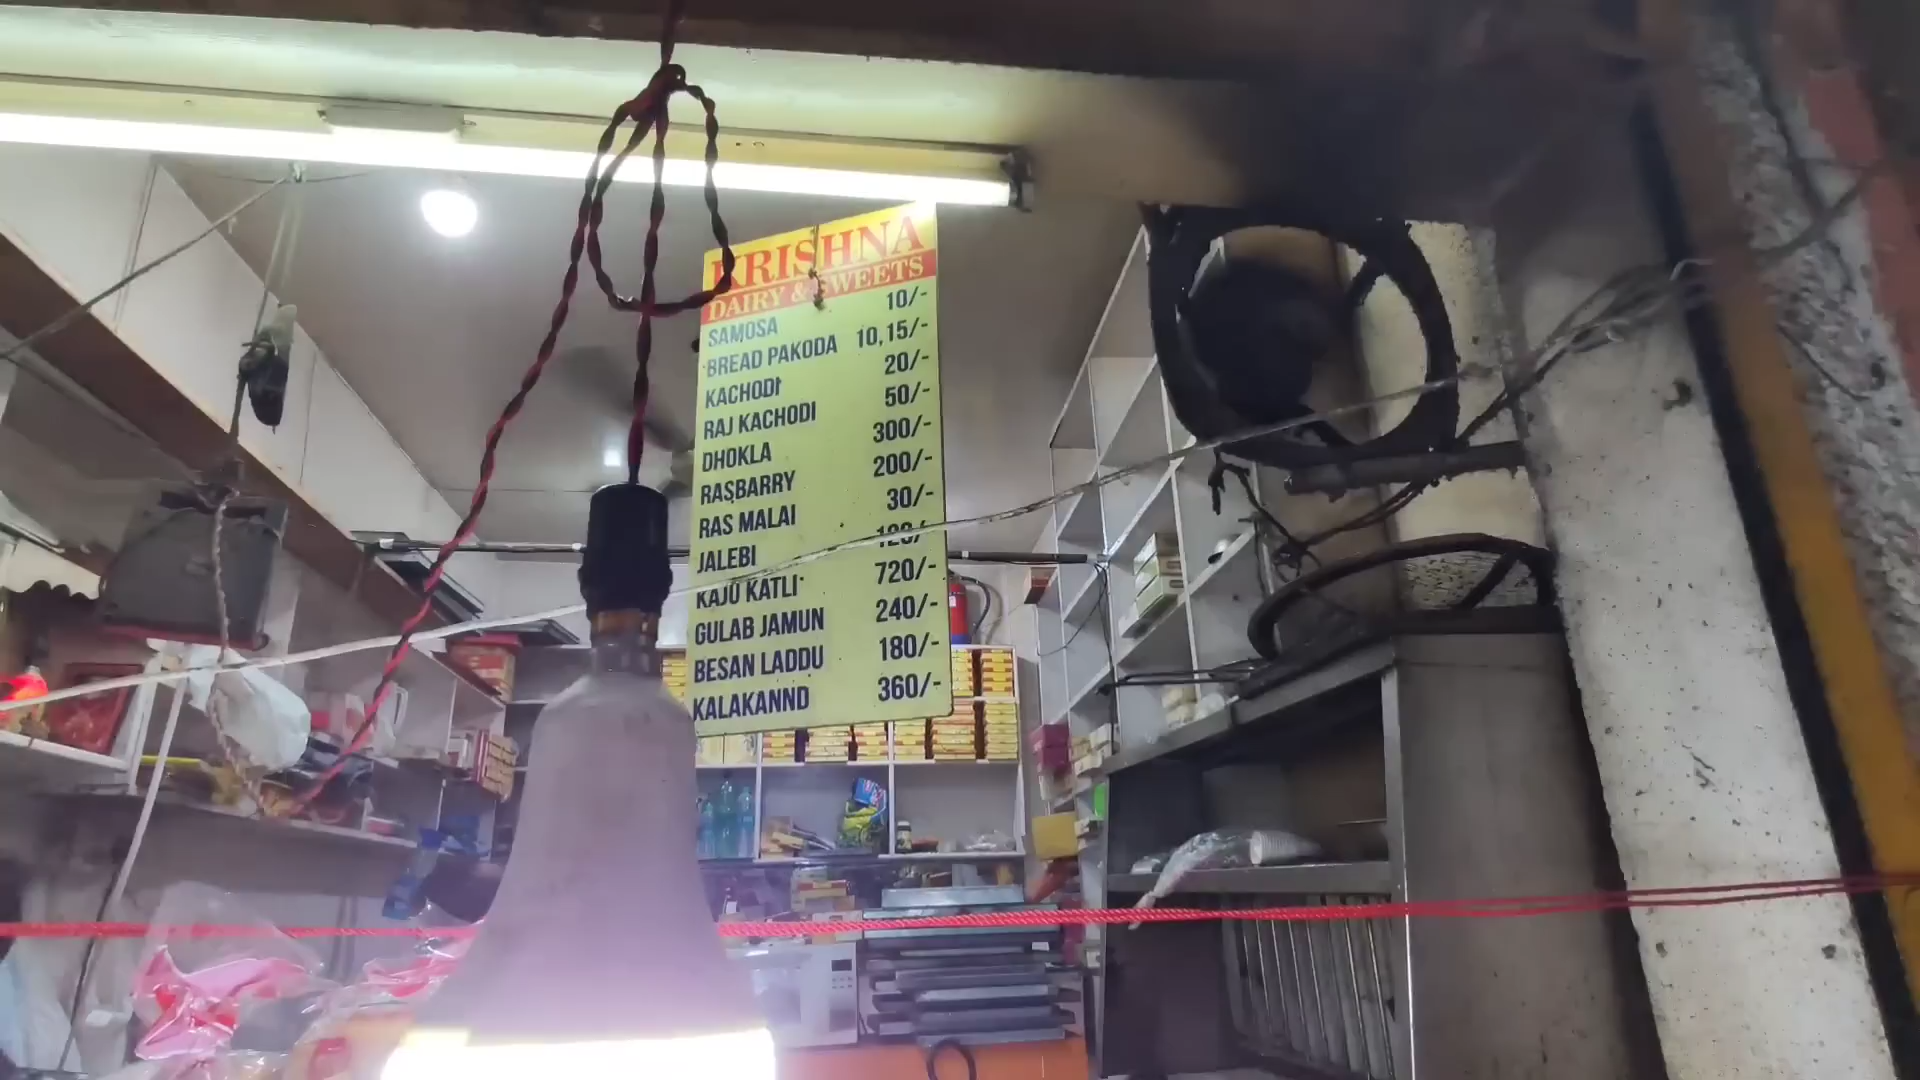 KRISHNA
DAIRY & SWEETS
SAMOSA 10/-
BREAD PAKODA 10,15/-
KACHODI 20/-
RAJ KACHODI 50/-
DHOKLA 300/-
RASBARRY 200/-
RAS MALAI 30/-
JALEBI
KAJU KATLI 720/-
GULAB JAMUN 240/-
BESAN LADDU 180/-
KALAKANND 360/-